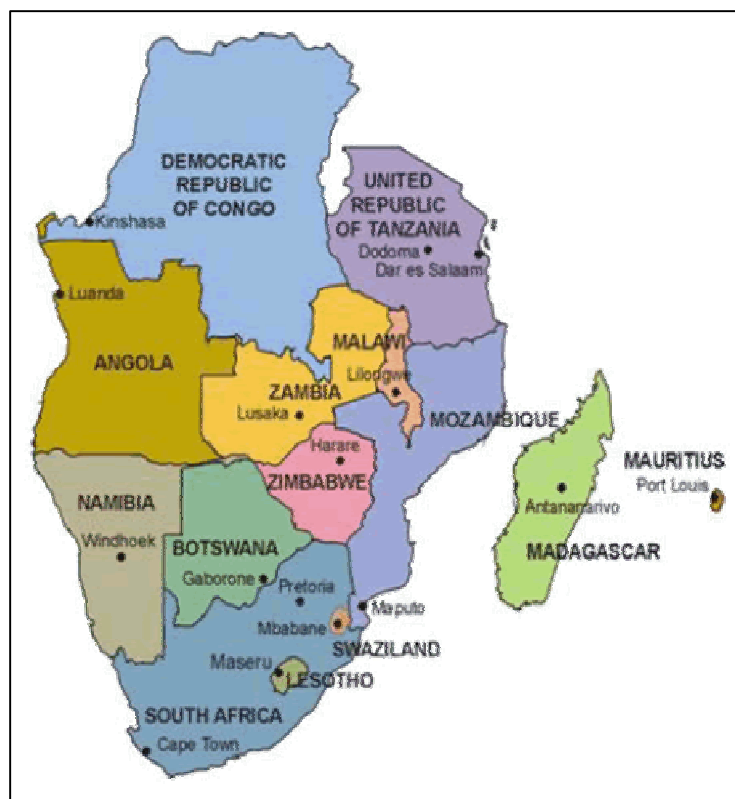 DEMOCRATIC
REPUBLIC
OF CONGO
Kinshasa
UNITED
REPUBLIC
OF TANZANIA
Dodoma
Dar es Salaam
Luanda
ANGOLA
MALAWI
Lilongwe
ZAMBIA
Lusaka
MOZAMBIQUE
Harare
ZIMBABWE
MAURITIUS
Port Louis
NAMIBIA
Windhoek
Antananarivo
MADAGASCAR
BOTSWANA
Gaborone
Pretoria
Maputo
Mbabane
SWAZILAND
Maseru
LESOTHO
SOUTH AFRICA
Cape Town